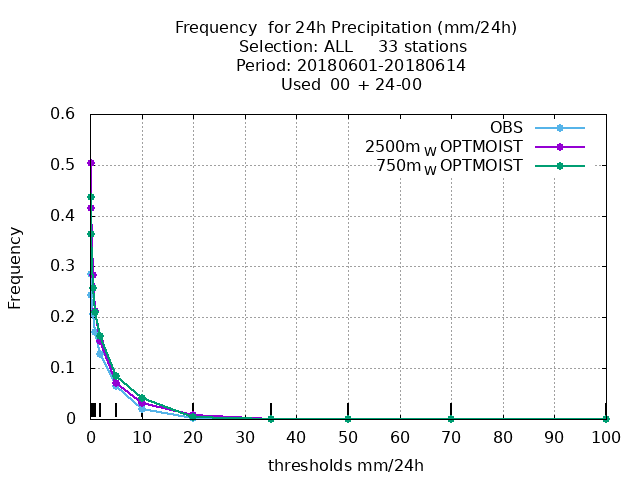 Frequency  for 24h Precipitation (mm/24h)
Selection: ALL     33 stations
Period: 20180601-20180614
Used  00 + 24-00
OBS
2500m W OPTMOIST
750m W OPTMOIST
0.6
0.5
0.4
0.3
0.2
0.1
0
Frequency
0 10 20 30 40 50 60 70 80 90 100
thresholds mm/24h